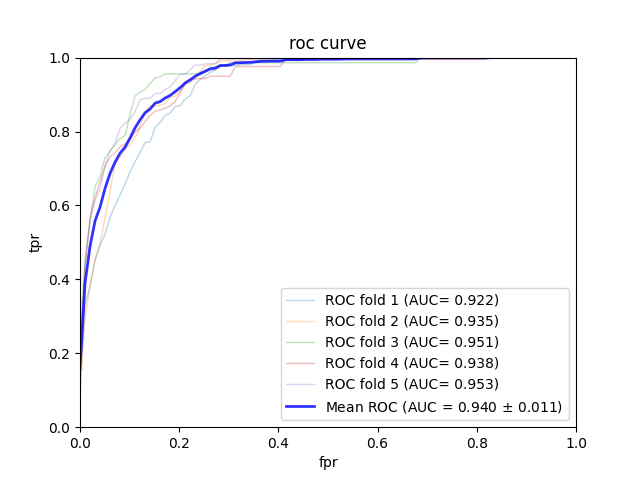 roc curve
tpr
1.0
0.8
0.6
0.4
0.2
0.0
ROC fold 1 (AUC= 0.922)
ROC fold 2 (AUC= 0.935)
ROC fold 3 (AUC= 0.951)
ROC fold 4 (AUC= 0.938)
ROC fold 5 (AUC= 0.953)
Mean ROC (AUC = 0.940 ± 0.011)
0.0 0.2 0.4 0.6 0.8 1.0
fpr